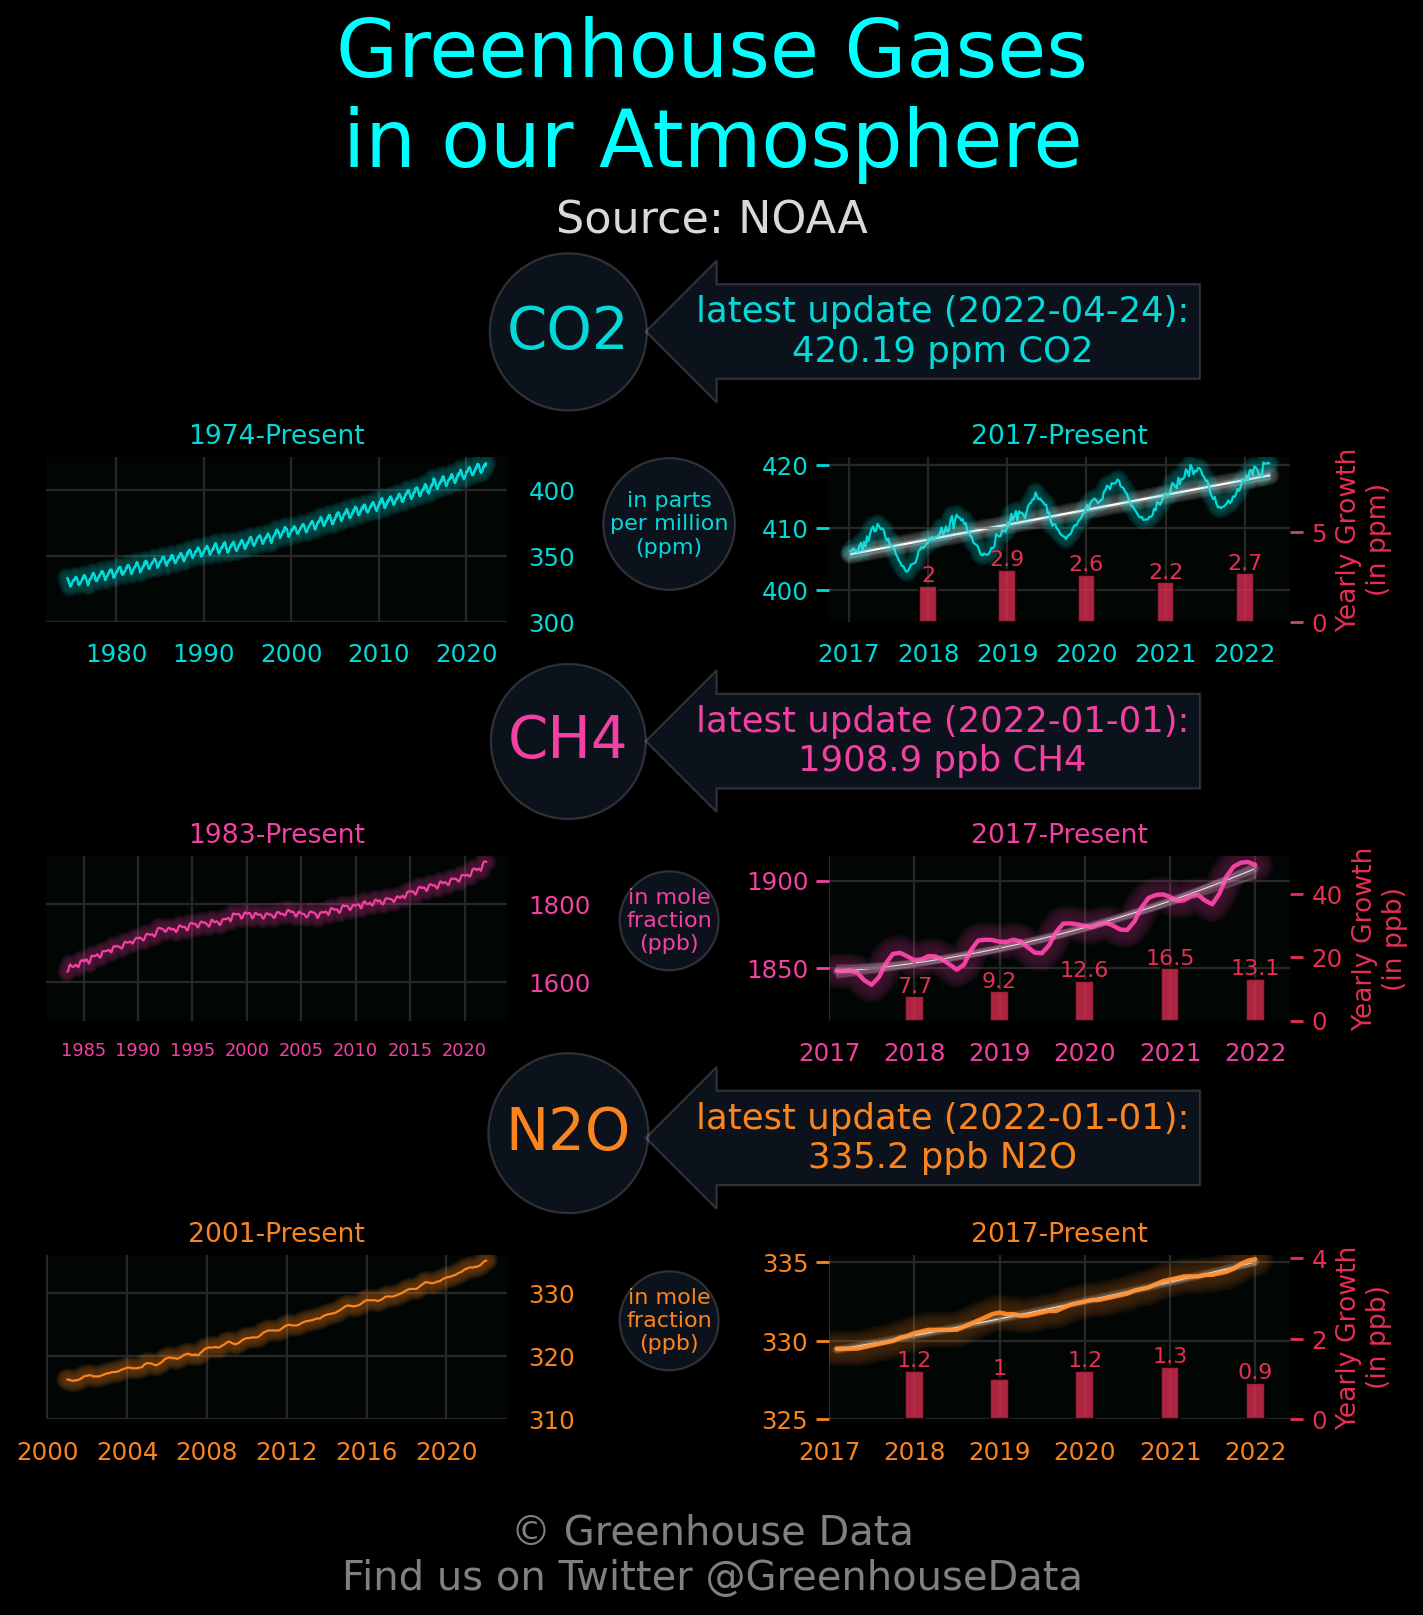 Greenhouse Gases
in our Atmosphere
Source: NOAA
CO2
latest update (2022-04-24):
420.19 ppm CO2
1974-Present
400
350
300
1980 1990 2000 2010 2020
in parts
per million
(ppm)
2017-Present
420
410
400
2 2.9 2.6 2.2 2.7
5
0
Yearly Growth
(in ppm)
2017 2018 2019 2020 2021 2022
CH4
latest update (2022-01-01):
1908.9 ppb CH4
1983-Present
1800
1600
1985 1990 1995 2000 2005 2010 2015 2020
in mole
fraction
(ppb)
2017-Present
1900
1850
7.7 9.2 12.6 16.5 13.1
40
20
0
Yearly Growth
(in ppb)
2017 2018 2019 2020 2021 2022
N2O
latest update (2022-01-01):
335.2 ppb N2O
2001-Present
330
320
310
2000 2004 2008 2012 2016 2020
in mole
fraction
(ppb)
2017-Present
335
330
325
1.2 1 1.2 1.3 0.9
4
2
0
Yearly Growth
(in ppb)
2017 2018 2019 2020 2021 2022
© Greenhouse Data
Find us on Twitter @GreenhouseData